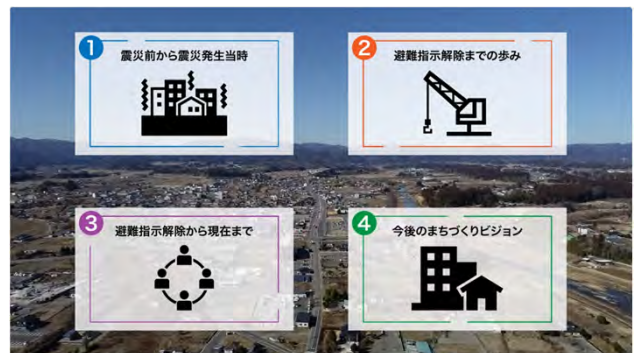 1
震災前から震災発生当時
2
避難指示解除までの歩み
3
避難指示解除から現在まで
4
今後のまちづくりビジョン